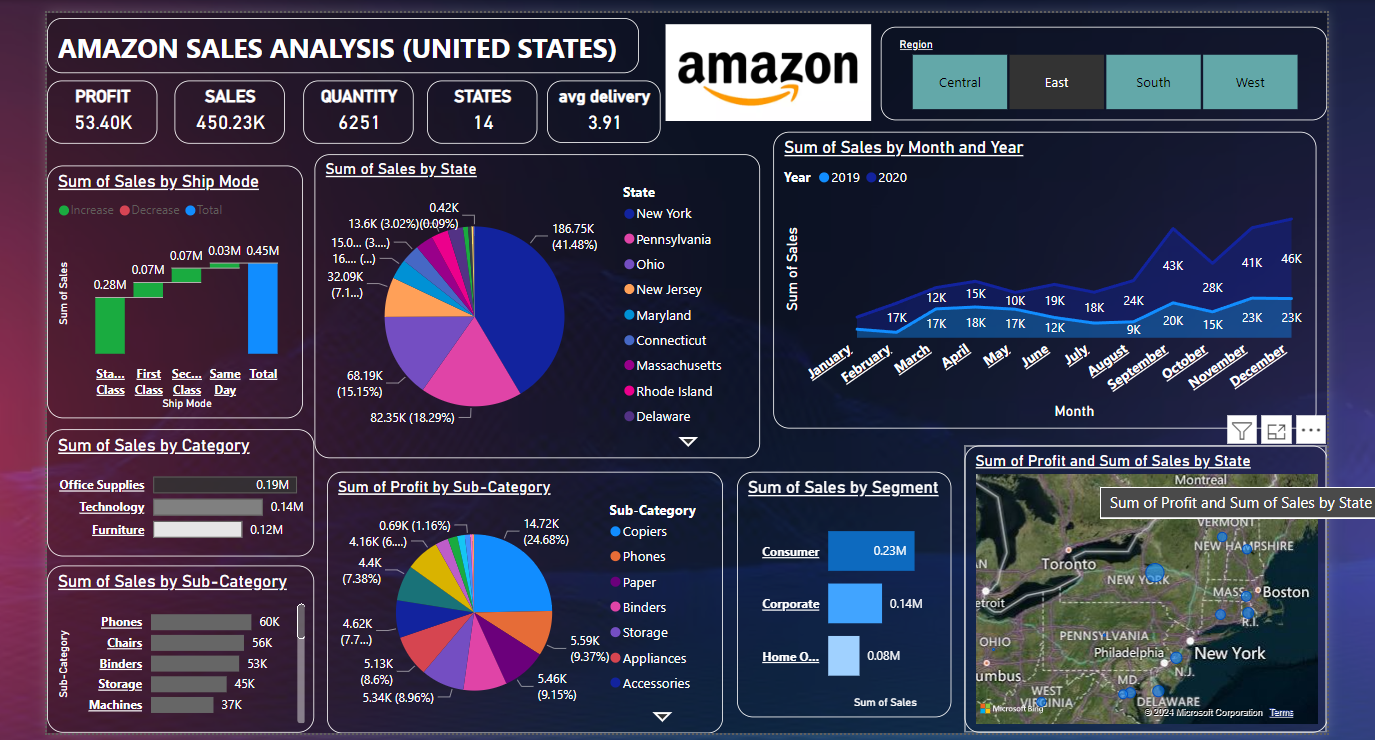 AMAZON SALES ANALYSIS (UNITED STATES)
amazon
Region
Central
East
South
West
PROFIT
53.40K
SALES
450.23K
QUANTITY
6251
STATES
14
avg delivery
3.91
Sum of Sales by Ship Mode
Increase Decrease Total
Sum of Sales
0.28M
0.07M
0.07M
0.03M
0.45M
Sta... Class
First Class
Sec... Class
Same Day
Total
Ship Mode
Sum of Sales by State
0.42K
(0.09%)
13.6K (3.02%)
15.0... (3....)
16.... (...)
32.09K
(7.1...)
68.19K
(15.15%)
82.35K (18.29%)
186.75K
(41.48%)
State
New York
Pennsylvania
Ohio
New Jersey
Maryland
Connecticut
Massachusetts
Rhode Island
Delaware
Sum of Sales by Month and Year
Year 2019 2020
Sum of Sales
17K
12K
15K
10K
19K
18K
24K
43K
28K
41K
46K
17K
18K
17K
12K
9K
20K
15K
23K
23K
January
February
March
April
May
June
July
August
September
October
November
December
Month
Sum of Sales by Category
Office Supplies 0.19M
Technology 0.14M
Furniture 0.12M
Sum of Sales by Sub-Category
Sub-Category
Phones 60K
Chairs 56K
Binders 53K
Storage 45K
Machines 37K
Sum of Profit by Sub-Category
0.69K (1.16%)
4.16K (6....)
4.4K
(7.38%)
4.62K
(7.7...)
5.13K
(8.6%)
5.34K (8.96%)
14.72K
(24.68%)
5.59K
(9.37%)
5.46K
(9.15%)
Sub-Category
Copiers
Phones
Paper
Binders
Storage
Appliances
Accessories
Sum of Sales by Segment
Consumer 0.23M
Corporate 0.14M
Home O... 0.08M
Sum of Sales
Sum of Profit and Sum of Sales by State
Sum of Profit and Sum of Sales by State
Montreal
VERMONT
NEW HAMPSHIRE
AN
Toronto
NEW YORK
MASS.
Boston
etroit
R.I.
OHIO
PENNSYLVANIA
Philadelphia
New York
N.J.
umbus
MD.
WEST
VIRGINIA
DELAWARE
Microsoft Bing
© 2024 Microsoft Corporation Terms